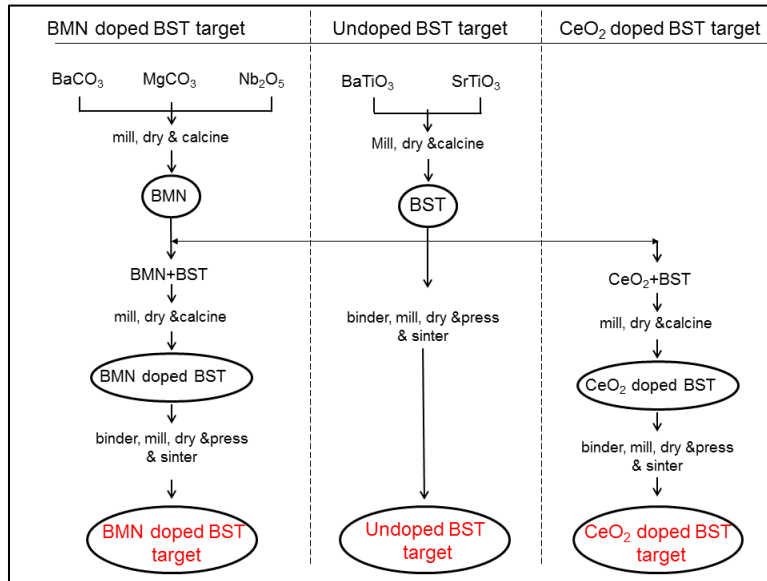 BMN doped BST target
Undoped BST target
CeO₂ doped BST target
BaCO₃ MgCO₃ Nb₂O₅
mill, dry & calcine
BMN
BMN+BST
mill, dry &calcine
BMN doped BST
binder, mill, dry &press
& sinter
BMN doped BST
target
BaTiO₃ SrTiO₃
Mill, dry &calcine
BST
binder, mill, dry &press
& sinter
Undoped BST
target
CeO₂+BST
mill, dry &calcine
CeO₂ doped BST
binder, mill, dry &press
& sinter
CeO₂ doped BST
target